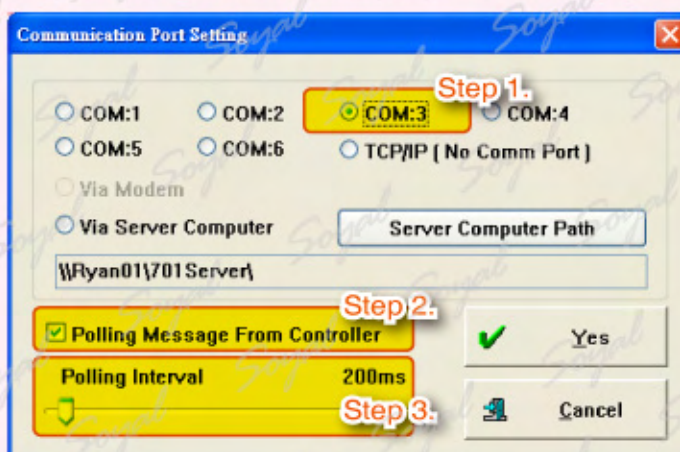 Communication Port Setting
Step 1.
COM:1 COM:2 COM:3 COM:4
COM:5 COM:6 TCP/IP ( No Comm Port )
Via Modem
Via Server Computer Server Computer Path
\\Ryan01\701Server\
Step 2.
Polling Message From Controller Yes
Polling Interval 200ms
Step 3.
Cancel
Soyal